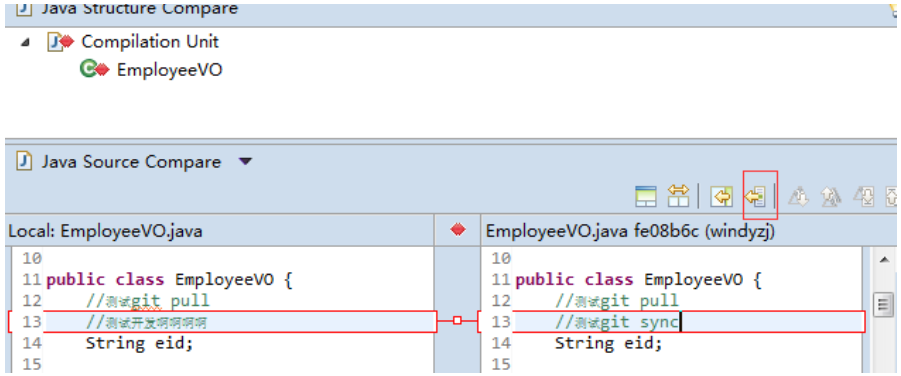 Java Structure Compare
Compilation Unit
EmployeeVO
Java Source Compare
Local: EmployeeVO.java
10
11 public class EmployeeVO {
12 //测试git pull
13 //测试开发啊啊啊啊
14 String eid;
15
EmployeeVO.java fe08b6c (windyzj)
10
11 public class EmployeeVO {
12 //测试git pull
13 //测试git sync
14 String eid;
15